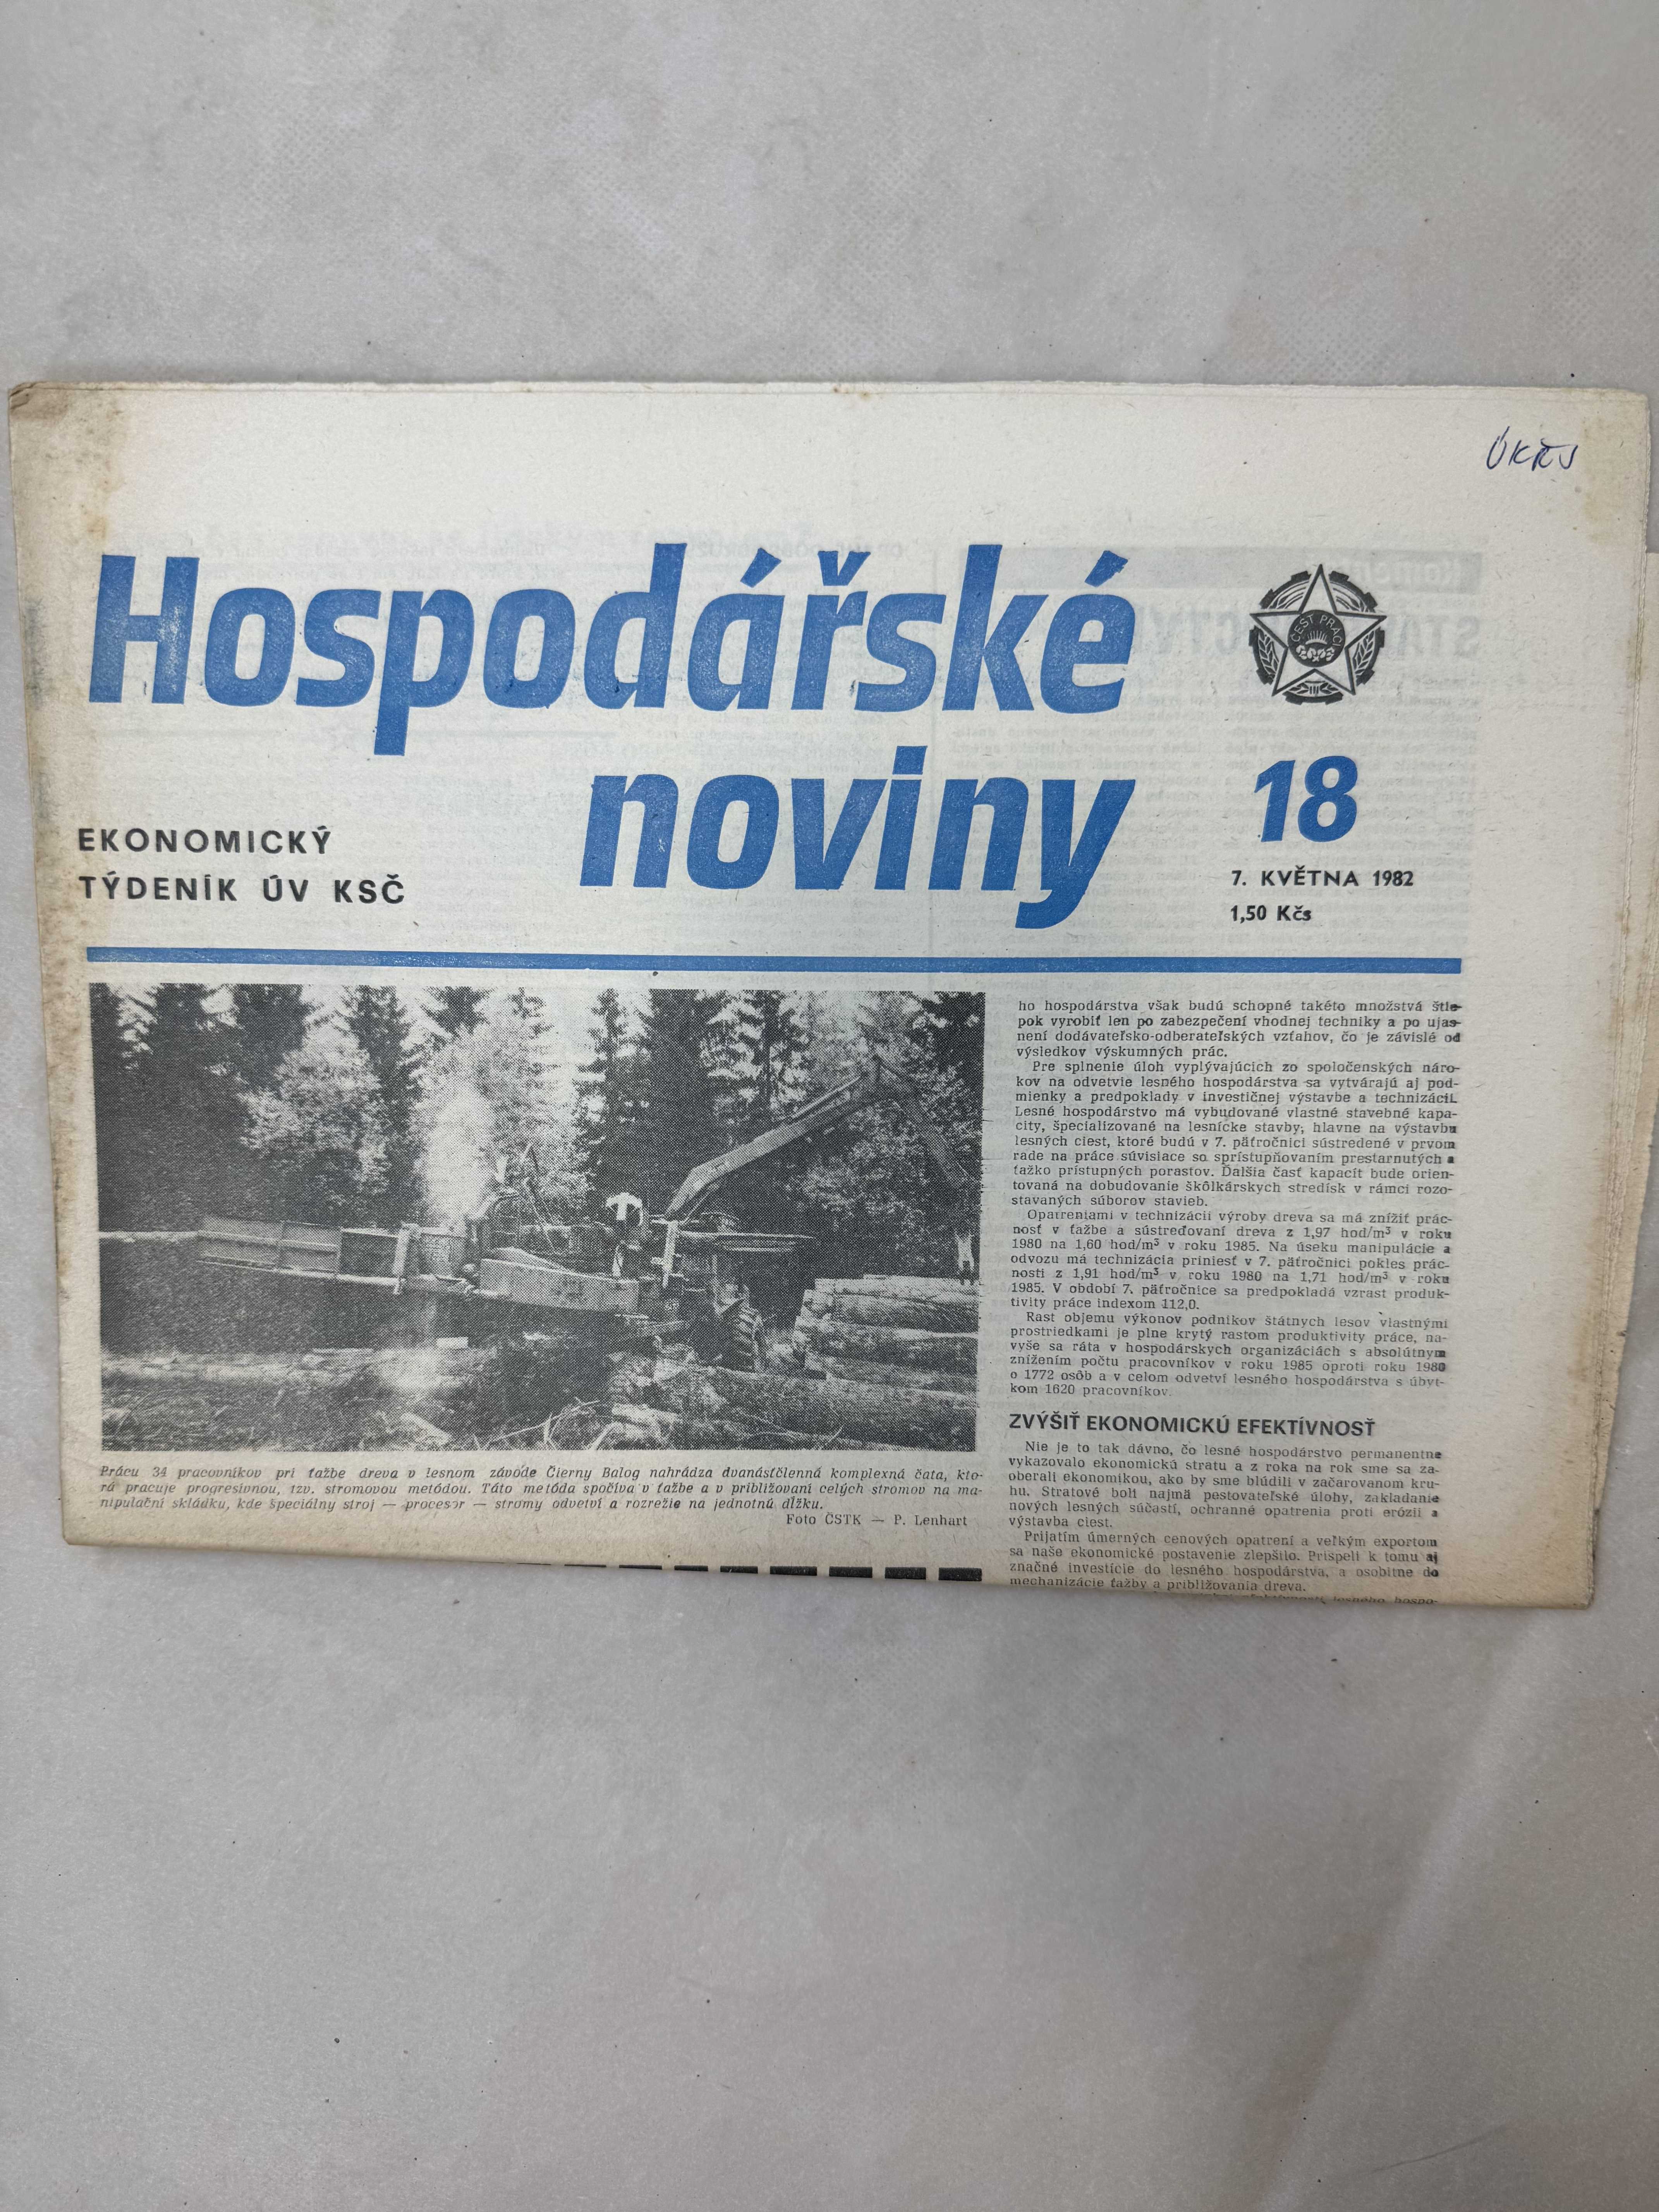 Hospodářské
noviny
EKONOMICKÝ
TÝDENÍK ÚV KSČ
ČEST PRÁCI
18
7. KVĚTNA 1982
1,50 Kčs
Prácu 34 pracovníkov pri ťažbe dreva v lesnom závode Čierny Balog nahrádza dvanásťčlenná komplexná čata, kto-
rá pracuje progresívnou, tzv. stromovou metódou. Táto metóda spočíva v ťažbe a v približovaní celých stromov na ma-
nipulační skládku, kde špeciálny stroj — procesor — stromy odvetví a rozrežie na jednotnú dĺžku.
Foto ČSTK — P. Lenhart
ho hospodárstva však budú schopné takéto množstvá štie-
pok vyrobiť len po zabezpečení vhodnej techniky a po ujas-
není dodávateľsko-odberateľských vzťahov, čo je závislé od
výsledkov výskumných prác.
Pre splnenie úloh vyplývajúcich zo spoločenských náro-
kov na odvetvie lesného hospodárstva sa vytvárajú aj pod-
mienky a predpoklady v investičnej výstavbe a technizácii.
Lesné hospodárstvo má vybudované vlastné stavebné kapa-
city, špecializované na lesnícke stavby, hlavne na výstavbu
lesných ciest, ktoré budú v 7. päťročnici sústredené v prvom
rade na práce súvisiace so sprístupňovaním prestarnutých a
ťažko prístupných porastov. Ďalšia časť kapacít bude orien-
tovaná na dobudovanie škôlkárskych stredísk v rámci rozo-
stavaných súborov stavieb.
Opatreniami v technizácii výroby dreva sa má znížiť prác-
nosť v ťažbe a sústreďovaní dreva z 1,97 hod/m³ v roku
1980 na 1,60 hod/m³ v roku 1985. Na úseku manipulácie a
odvozu má technizácia priniesť v 7. päťročnici pokles prác-
nosti z 1,91 hod/m³ v roku 1980 na 1,71 hod/m³ v roku
1985. V období 7. päťročnice sa predpokladá vzrast produk-
tivity práce indexom 112,0.
Rast objemu výkonov podnikov štátnych lesov vlastnými
prostriedkami je plne krytý rastom produktivity práce, na-
vyše sa ráta v hospodárskych organizáciách s absolútnym
znížením počtu pracovníkov v roku 1985 oproti roku 1980
o 1772 osôb a v celom odvetví lesného hospodárstva s úbyt-
kom 1620 pracovníkov.
ZVÝŠIŤ EKONOMICKÚ EFEKTÍVNOSŤ
Nie je to tak dávno, čo lesné hospodárstvo permanentne
vykazovalo ekonomickú stratu a z roka na rok sme sa za-
oberali ekonomikou, ako by sme blúdili v začarovanom kru-
hu. Stratové boli najmä pestovateľské úlohy, zakladanie
nových lesných súčastí, ochranné opatrenia proti erózii a
výstavba ciest.
Prijatím úmerných cenových opatrení a veľkým exportom
sa naše ekonomické postavenie zlepšilo. Prispeli k tomu aj
značné investície do lesného hospodárstva, a osobitne do
mechanizácie ťažby a približovania dreva.
lesného hospo-